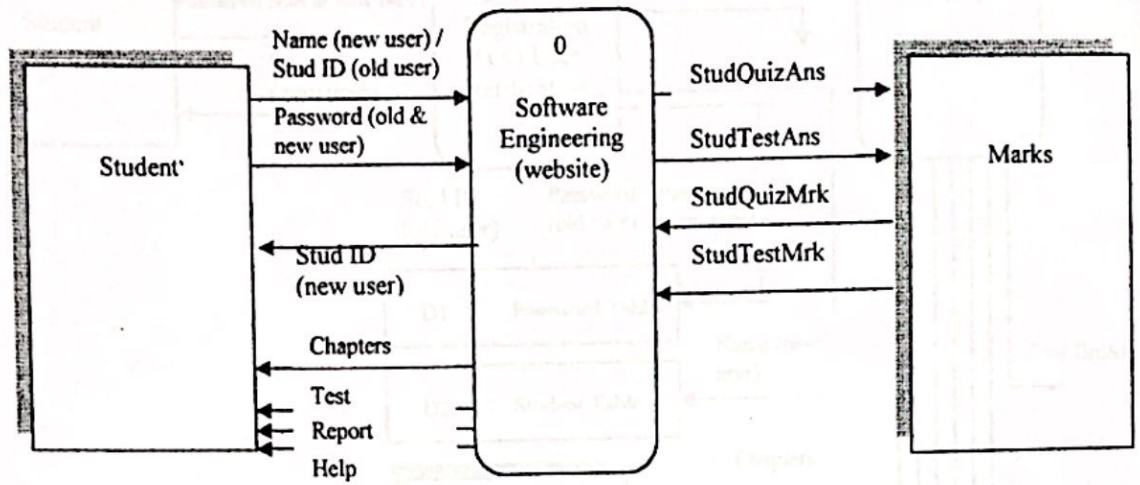 Student
Name (new user) /
Stud ID (old user)
Password (old &
new user)
Stud ID
(new user)
Chapters
Test
Report
Help
0
Software
Engineering
(website)
StudQuizAns
StudTestAns
StudQuizMrk
StudTestMrk
Marks